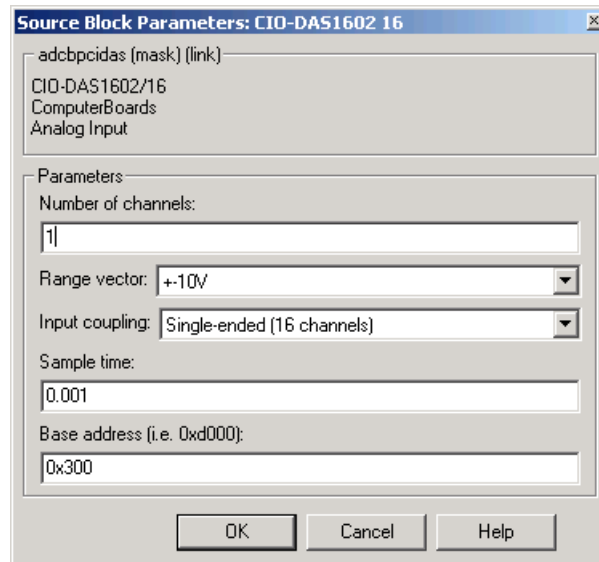 Source Block Parameters: CIO-DAS1602 16
adcbpcidas (mask) (link)
CIO-DAS1602/16
ComputerBoards
Analog Input
Parameters
Number of channels:
1
Range vector: +-10V
Input coupling: Single-ended (16 channels)
Sample time:
0.001
Base address (i.e. 0xd000):
0x300
OK Cancel Help